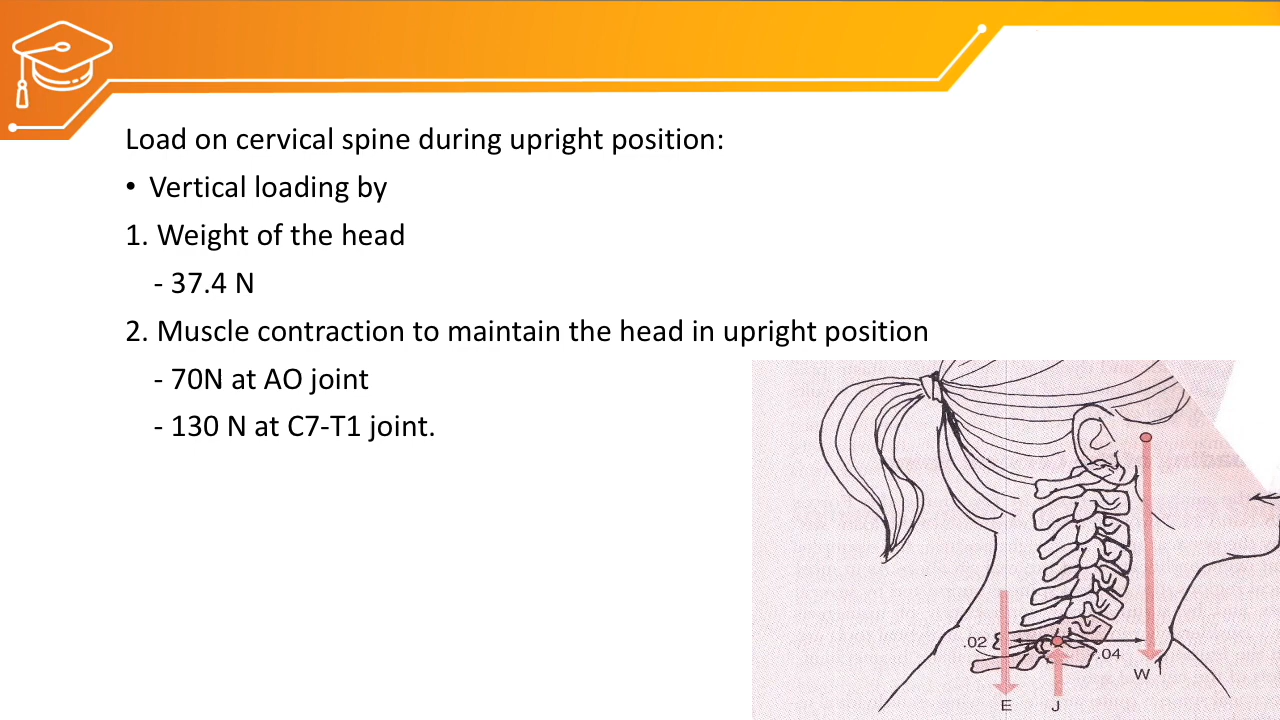 Load on cervical spine during upright position:
• Vertical loading by
1. Weight of the head
- 37.4 N
2. Muscle contraction to maintain the head in upright position
- 70N at AO joint
- 130 N at C7-T1 joint.
.02
.04
W
E
J